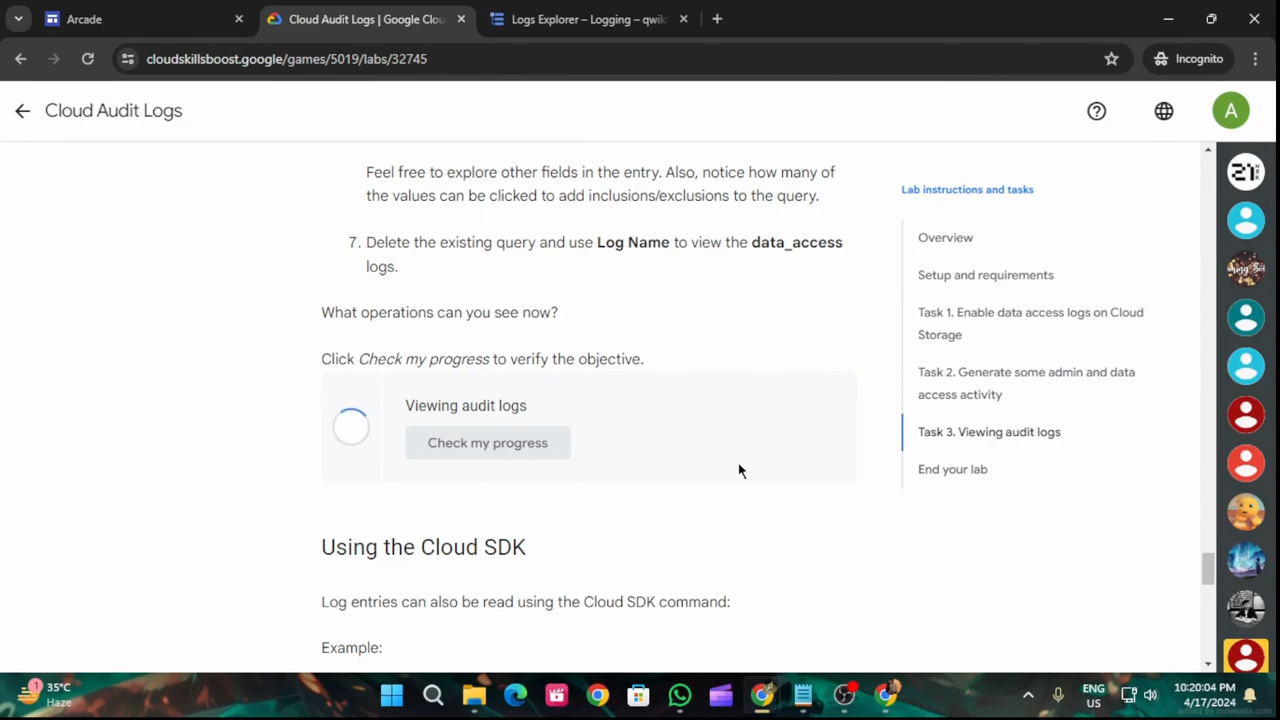 Arcade
Cloud Audit Logs | Google Clou
Logs Explorer – Logging – qwik
cloudskillsboost.google/games/5019/labs/32745
Incognito
Cloud Audit Logs
A
Feel free to explore other fields in the entry. Also, notice how many of
the values can be clicked to add inclusions/exclusions to the query.
7. Delete the existing query and use Log Name to view the data_access
logs.
What operations can you see now?
Click Check my progress to verify the objective.
Viewing audit logs
Check my progress
Using the Cloud SDK
Log entries can also be read using the Cloud SDK command:
Example:
Lab instructions and tasks
Overview
Setup and requirements
Task 1. Enable data access logs on Cloud
Storage
Task 2. Generate some admin and data
access activity
Task 3. Viewing audit logs
End your lab
1
35°C
Haze
ENG
US
10:20:04 PM
4/17/2024